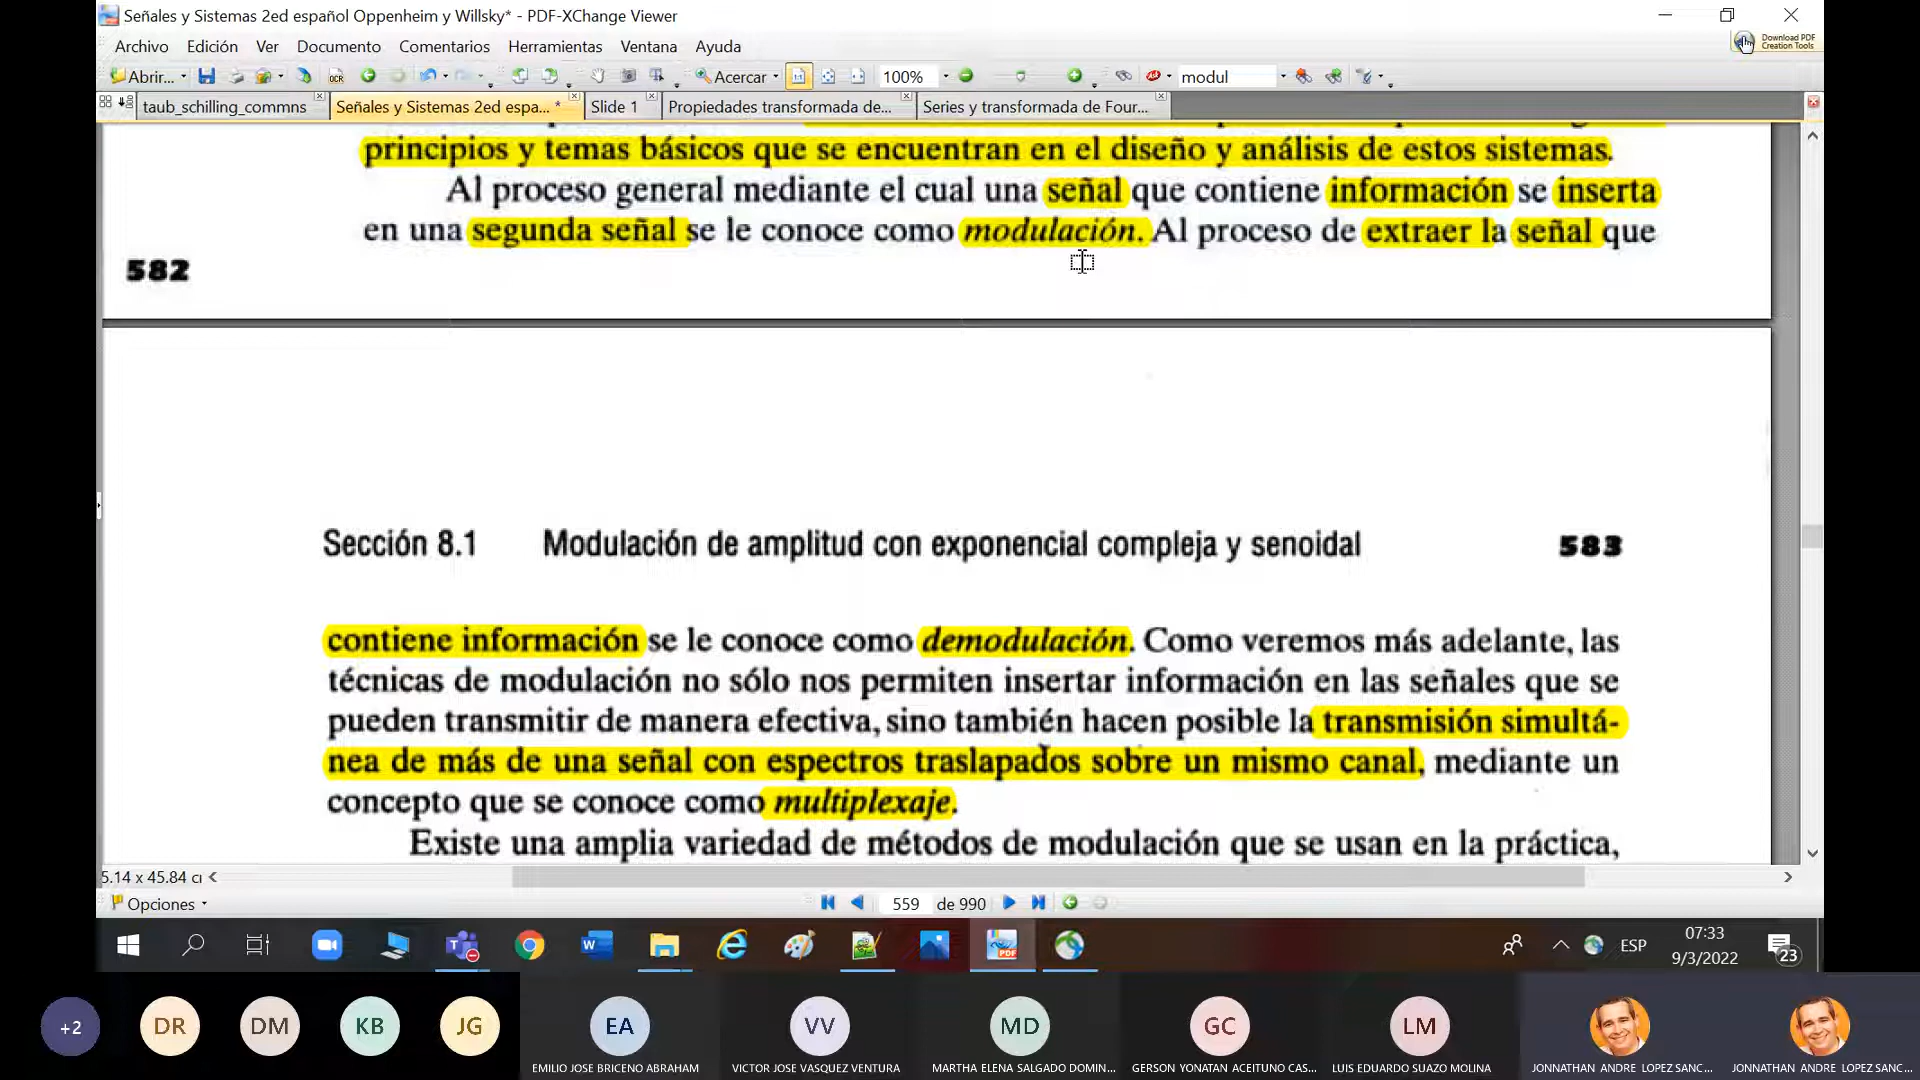 Señales y Sistemas 2ed español Oppenheim y Willsky* - PDF-XChange Viewer
Archivo Edición Ver Documento Comentarios Formularios Herramientas Ventana Ayuda
Download PDF
Creation Tools
Abrir... OCR Acercar 100% modul
taub_schilling_commns Señales y Sistemas 2ed espa... * Slide 1 Propiedades transformada de... Series y transformada de Four...
principios y temas básicos que se encuentran en el diseño y análisis de estos sistemas.
Al proceso general mediante el cual una señal que contiene información se inserta
en una segunda señal se le conoce como modulación. Al proceso de extraer la señal que
582
Sección 8.1 Modulación de amplitud con exponencial compleja y senoidal 583
contiene información se le conoce como demodulación. Como veremos más adelante, las
técnicas de modulación no sólo nos permiten insertar información en las señales que se
pueden transmitir de manera efectiva, sino también hacen posible la transmisión simultá-
nea de más de una señal con espectros traslapados sobre un mismo canal, mediante un
concepto que se conoce como multiplexaje.
Existe una amplia variedad de métodos de modulación que se usan en la práctica,
5.14 x 45.84 ci
Opciones 559 de 990
ESP 07:33
9/3/2022 23
+2 DR DM KB JG EA VV MD GC LM
EMILIO JOSE BRICENO ABRAHAM VICTOR JOSE VASQUEZ VENTURA MARTHA ELENA SALGADO DOMIN... GERSON YONATAN ACEITUNO CAS... LUIS EDUARDO SUAZO MOLINA JONNATHAN ANDRE LOPEZ SANC... JONNATHAN ANDRE LOPEZ SANC...